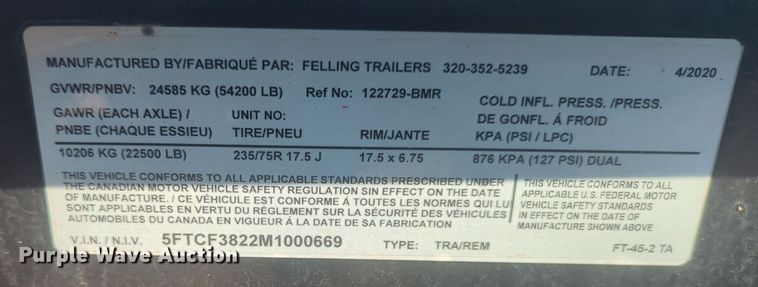 MANUFACTURED BY/FABRIQUÉ PAR: FELLING TRAILERS 320-352-5239 DATE: 4/2020
GVWR/PNBV: 24585 KG (54200 LB) Ref No: 122729-BMR
GAWR (EACH AXLE) / UNIT NO: COLD INFL. PRESS. /PRESS.
PNBE (CHAQUE ESSIEU) TIRE/PNEU RIM/JANTE DE GONFL. Á FROID
KPA (PSI / LPC)
10206 KG (22500 LB) 235/75R 17.5 J 17.5 x 6.75 876 KPA (127 PSI) DUAL
THIS VEHICLE CONFORMS TO ALL APPLICABLE STANDARDS PRESCRIBED UNDER
THE CANADIAN MOTOR VEHICLE SAFETY REGULATION SIN EFFECT ON THE DATE
OF MANUFACTURE. / CE VÉHICULE EST CONFORME Á TOUTES LES NORMES QUI LUI
SONT APPLICABLES EN VERTU DU RÉGLEMENT SUR LA SÉCURITÉ DES VÉHICULES
AUTOMOBILES DU CANADA EN VIGUEUR Á LA DATE DE SA FABRICATION
THIS VEHICLE CONFORMS TO ALL
APPLICABLE U.S. FEDERAL MOTOR
VEHICLE SAFETY STANDARDS
IN EFFECT ON THE DATE OF
MANUFACTURE SHOWN ABOVE
V.I.N. / N.I.V. 5FTCF3822M1000669 TYPE: TRA/REM FT-45-2 TA
Purple Wave Auction